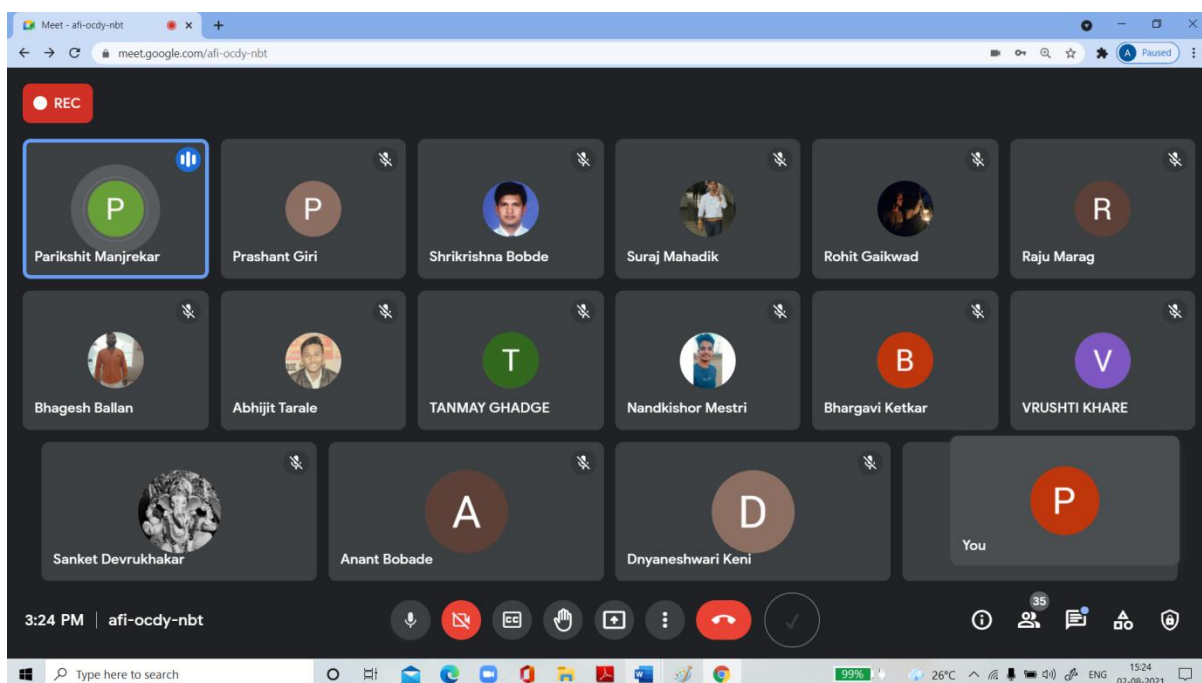 Meet - afi-ocdy-nbt
meet.google.com/afi-ocdy-nbt
A Paused
REC
P
P
R
Parikshit Manjrekar
Prashant Giri
Shrikrishna Bobde
Suraj Mahadik
Rohit Gaikwad
Raju Marag
T
B
V
Bhagesh Ballan
Abhijit Tarale
TANMAY GHADGE
Nandkishor Mestri
Bhargavi Ketkar
VRUSHTI KHARE
A
D
P
Sanket Devrukhakar
Anant Bobade
Dnyaneshwari Keni
You
3:24 PM | afi-ocdy-nbt
CC
35
Type here to search
99%
26°C
ENG
15:24
02-08-2021